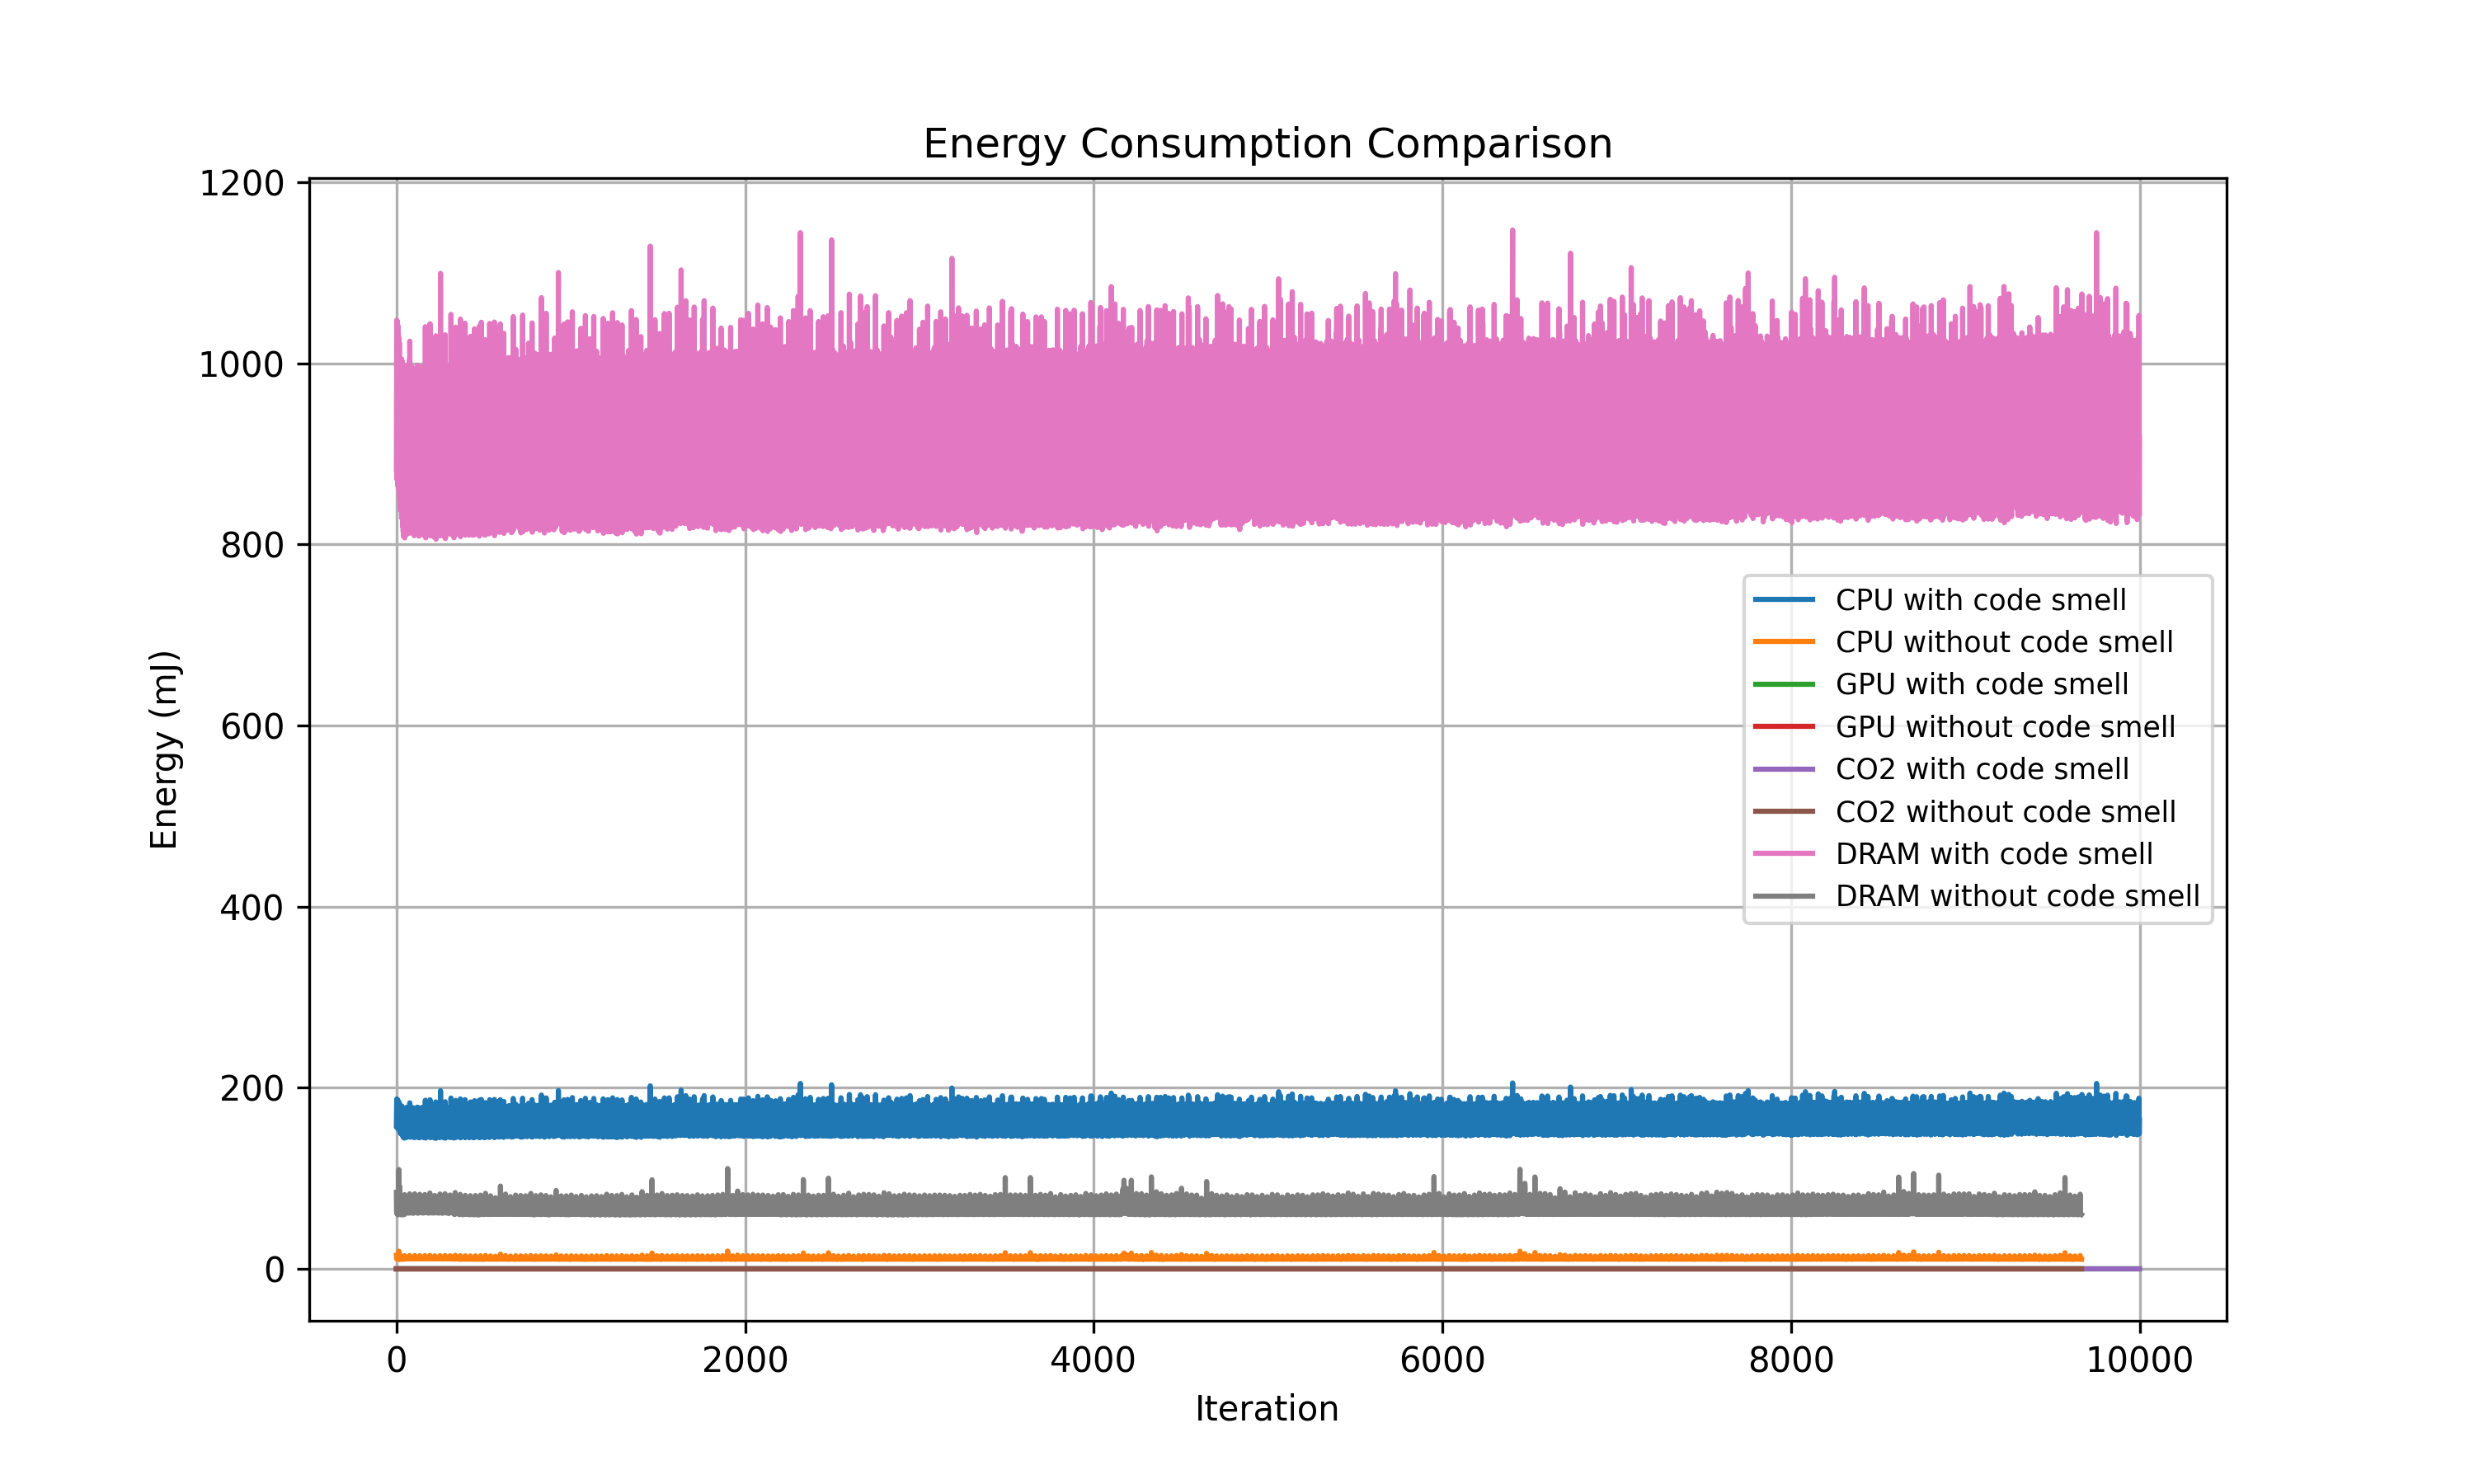 Energy Consumption Comparison
1200
1000
800
600
400
200
0
Energy (mJ)
CPU with code smell
CPU without code smell
GPU with code smell
GPU without code smell
CO2 with code smell
CO2 without code smell
DRAM with code smell
DRAM without code smell
0 2000 4000 6000 8000 10000
Iteration